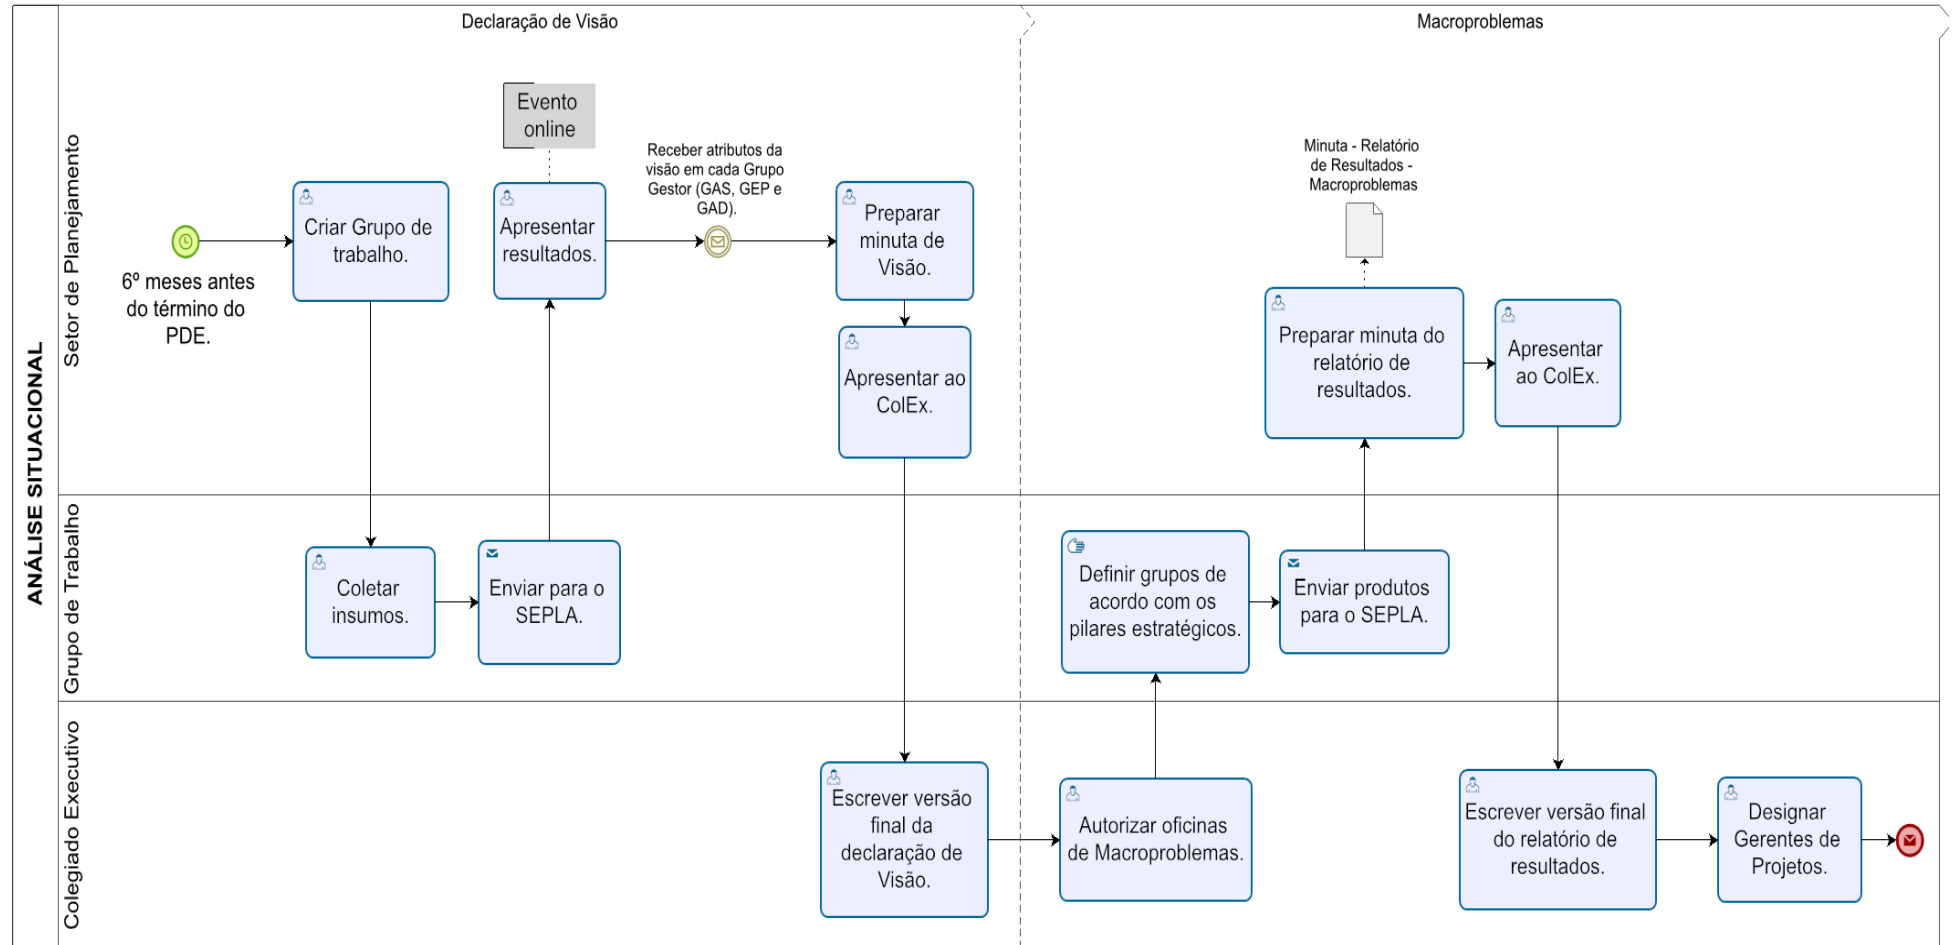 Declaração de Visão
Macroproblemas
ANÁLISE SITUACIONAL
Setor de Planejamento
6º meses antes
do término do
PDE.
Criar Grupo de
trabalho.
Evento
online
Apresentar
resultados.
Receber atributos da
visão em cada Grupo
Gestor (GAS, GEP e
GAD).
Preparar
minuta de
Visão.
Apresentar ao
ColEx.
Minuta - Relatório
de Resultados -
Macroproblemas
Preparar minuta do
relatório de
resultados.
Apresentar
ao ColEx.
Grupo de Trabalho
Coletar
insumos.
Enviar para o
SEPLA.
Definir grupos de
acordo com os
pilares estratégicos.
Enviar produtos
para o SEPLA.
Colegiado Executivo
Escrever versão
final da
declaração de
Visão.
Autorizar oficinas
de Macroproblemas.
Escrever versão final
do relatório de
resultados.
Designar
Gerentes de
Projetos.